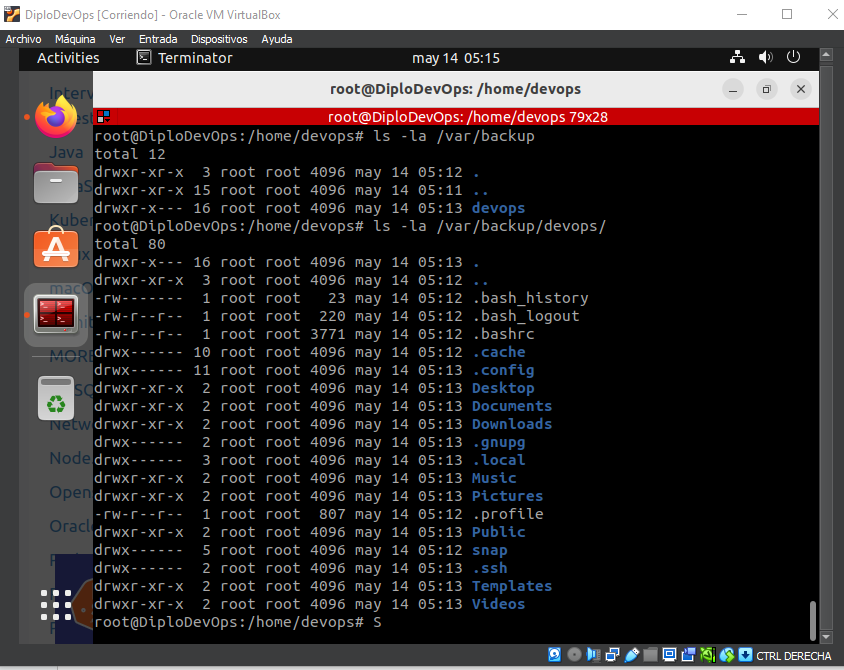 DiploDevOps [Corriendo] - Oracle VM VirtualBox
Archivo Máquina Ver Entrada Dispositivos Ayuda
Activities Terminator may 14 05:15
root@DiploDevOps: /home/devops
root@DiploDevOps: /home/devops 79x28
root@DiploDevOps:/home/devops# ls -la /var/backup
total 12
drwxr-xr-x  3 root root 4096 may 14 05:12 .
drwxr-xr-x 15 root root 4096 may 14 05:11 ..
drwxr-x--- 16 root root 4096 may 14 05:13 devops
root@DiploDevOps:/home/devops# ls -la /var/backup/devops/
total 80
drwxr-x--- 16 root root 4096 may 14 05:13 .
drwxr-xr-x  3 root root 4096 may 14 05:12 ..
-rw-------  1 root root   23 may 14 05:12 .bash_history
-rw-r--r--  1 root root  220 may 14 05:12 .bash_logout
-rw-r--r--  1 root root 3771 may 14 05:12 .bashrc
drwx------ 10 root root 4096 may 14 05:12 .cache
drwx------ 11 root root 4096 may 14 05:13 .config
drwxr-xr-x  2 root root 4096 may 14 05:13 Desktop
drwxr-xr-x  2 root root 4096 may 14 05:13 Documents
drwxr-xr-x  2 root root 4096 may 14 05:13 Downloads
drwx------  2 root root 4096 may 14 05:13 .gnupg
drwx------  3 root root 4096 may 14 05:13 .local
drwxr-xr-x  2 root root 4096 may 14 05:13 Music
drwxr-xr-x  2 root root 4096 may 14 05:13 Pictures
-rw-r--r--  1 root root  807 may 14 05:12 .profile
drwxr-xr-x  2 root root 4096 may 14 05:13 Public
drwx------  5 root root 4096 may 14 05:12 snap
drwx------  2 root root 4096 may 14 05:13 .ssh
drwxr-xr-x  2 root root 4096 may 14 05:13 Templates
drwxr-xr-x  2 root root 4096 may 14 05:13 Videos
root@DiploDevOps:/home/devops# S
Java
Node
Oracl
CTRL DERECHA